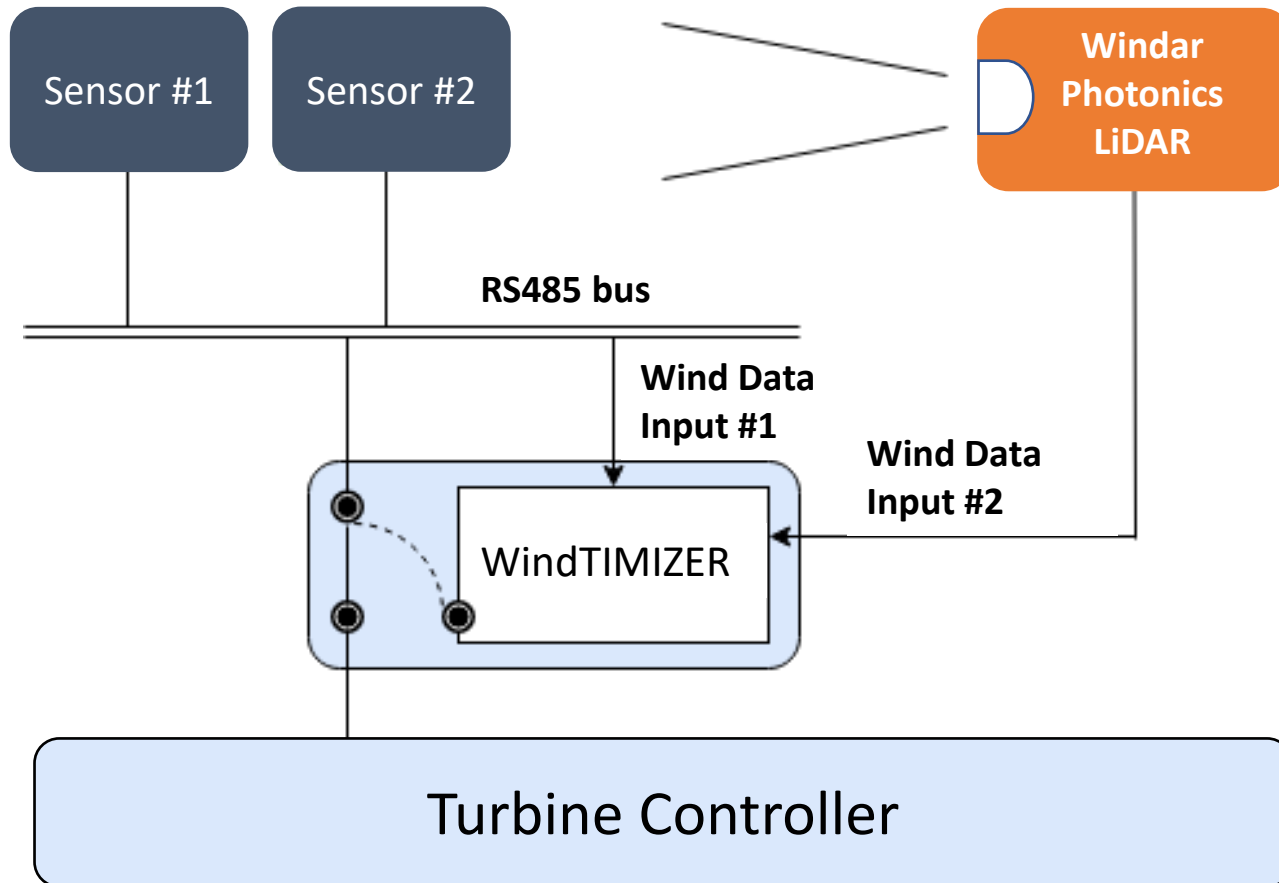 Sensor #1
Sensor #2
Windar
Photonics
LiDAR
RS485 bus
Wind Data
Input #1
Wind Data
Input #2
WindTIMIZER
Turbine Controller